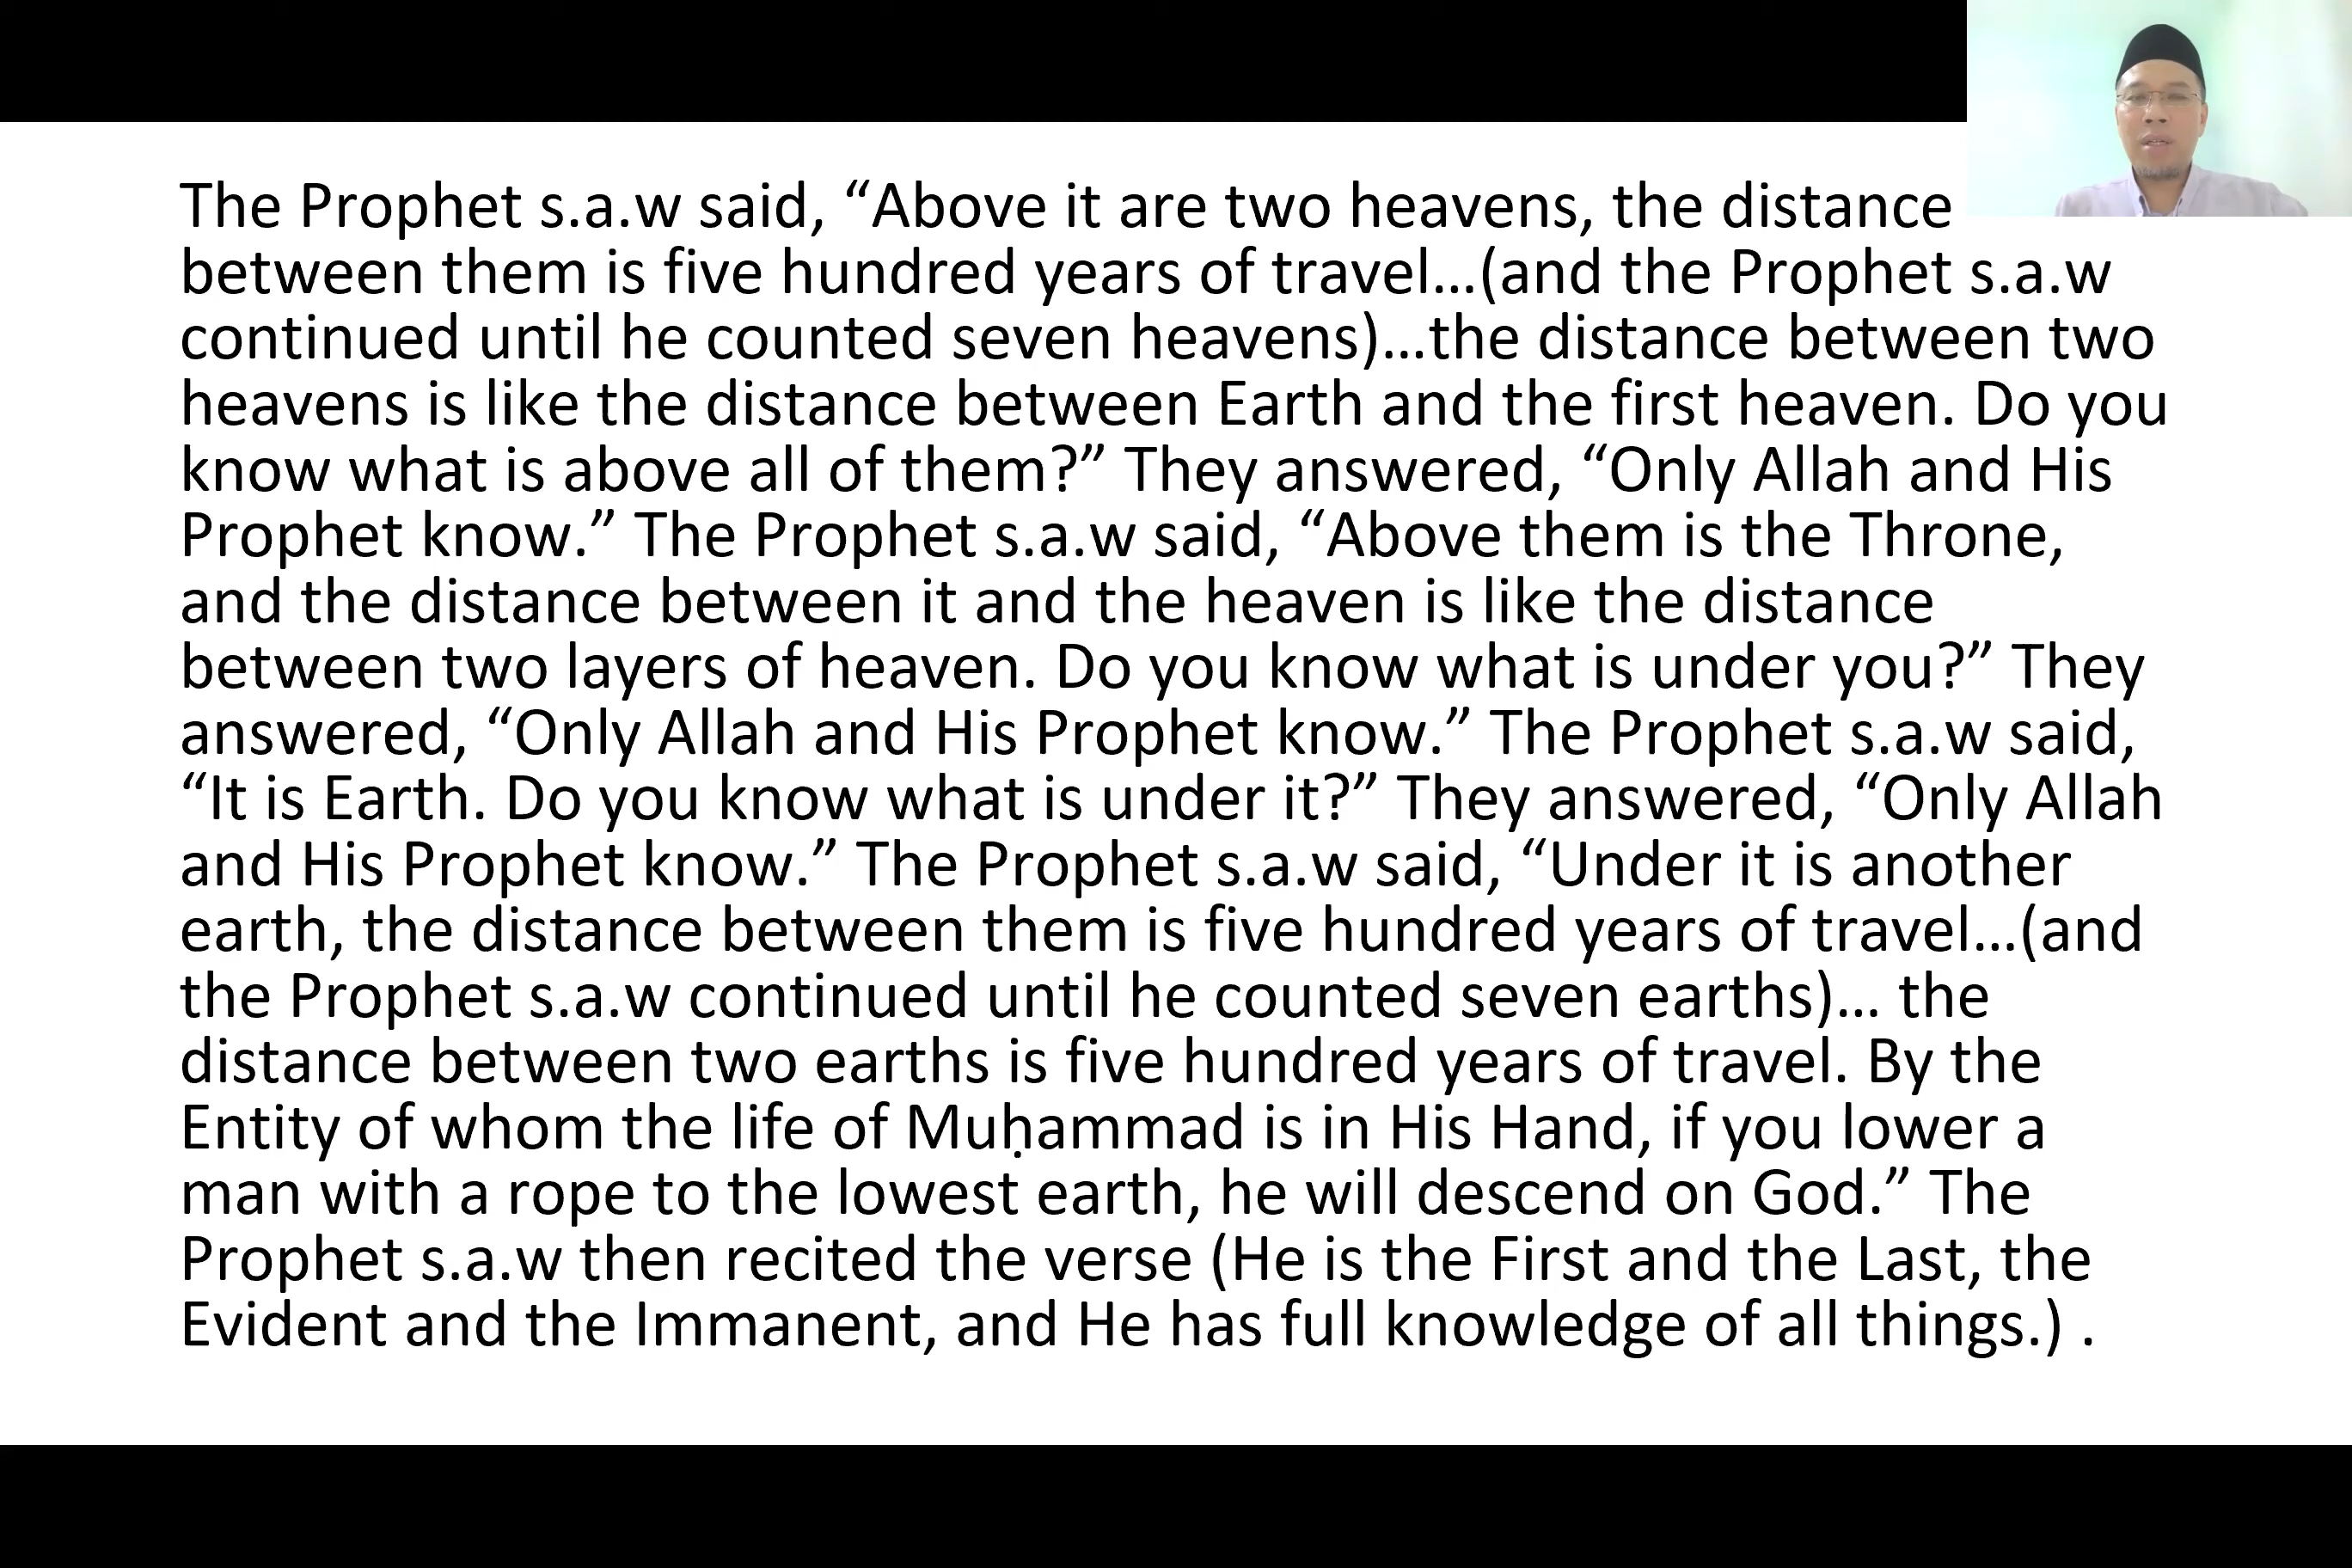 The Prophet s.a.w said, “Above it are two heavens, the distance
between them is five hundred years of travel…(and the Prophet s.a.w
continued until he counted seven heavens)…the distance between two
heavens is like the distance between Earth and the first heaven. Do you
know what is above all of them?” They answered, “Only Allah and His
Prophet know.” The Prophet s.a.w said, “Above them is the Throne,
and the distance between it and the heaven is like the distance
between two layers of heaven. Do you know what is under you?” They
answered, “Only Allah and His Prophet know.” The Prophet s.a.w said,
“It is Earth. Do you know what is under it?” They answered, “Only Allah
and His Prophet know.” The Prophet s.a.w said, “Under it is another
earth, the distance between them is five hundred years of travel…(and
the Prophet s.a.w continued until he counted seven earths)… the
distance between two earths is five hundred years of travel. By the
Entity of whom the life of Muḥammad is in His Hand, if you lower a
man with a rope to the lowest earth, he will descend on God.” The
Prophet s.a.w then recited the verse (He is the First and the Last, the
Evident and the Immanent, and He has full knowledge of all things.) .